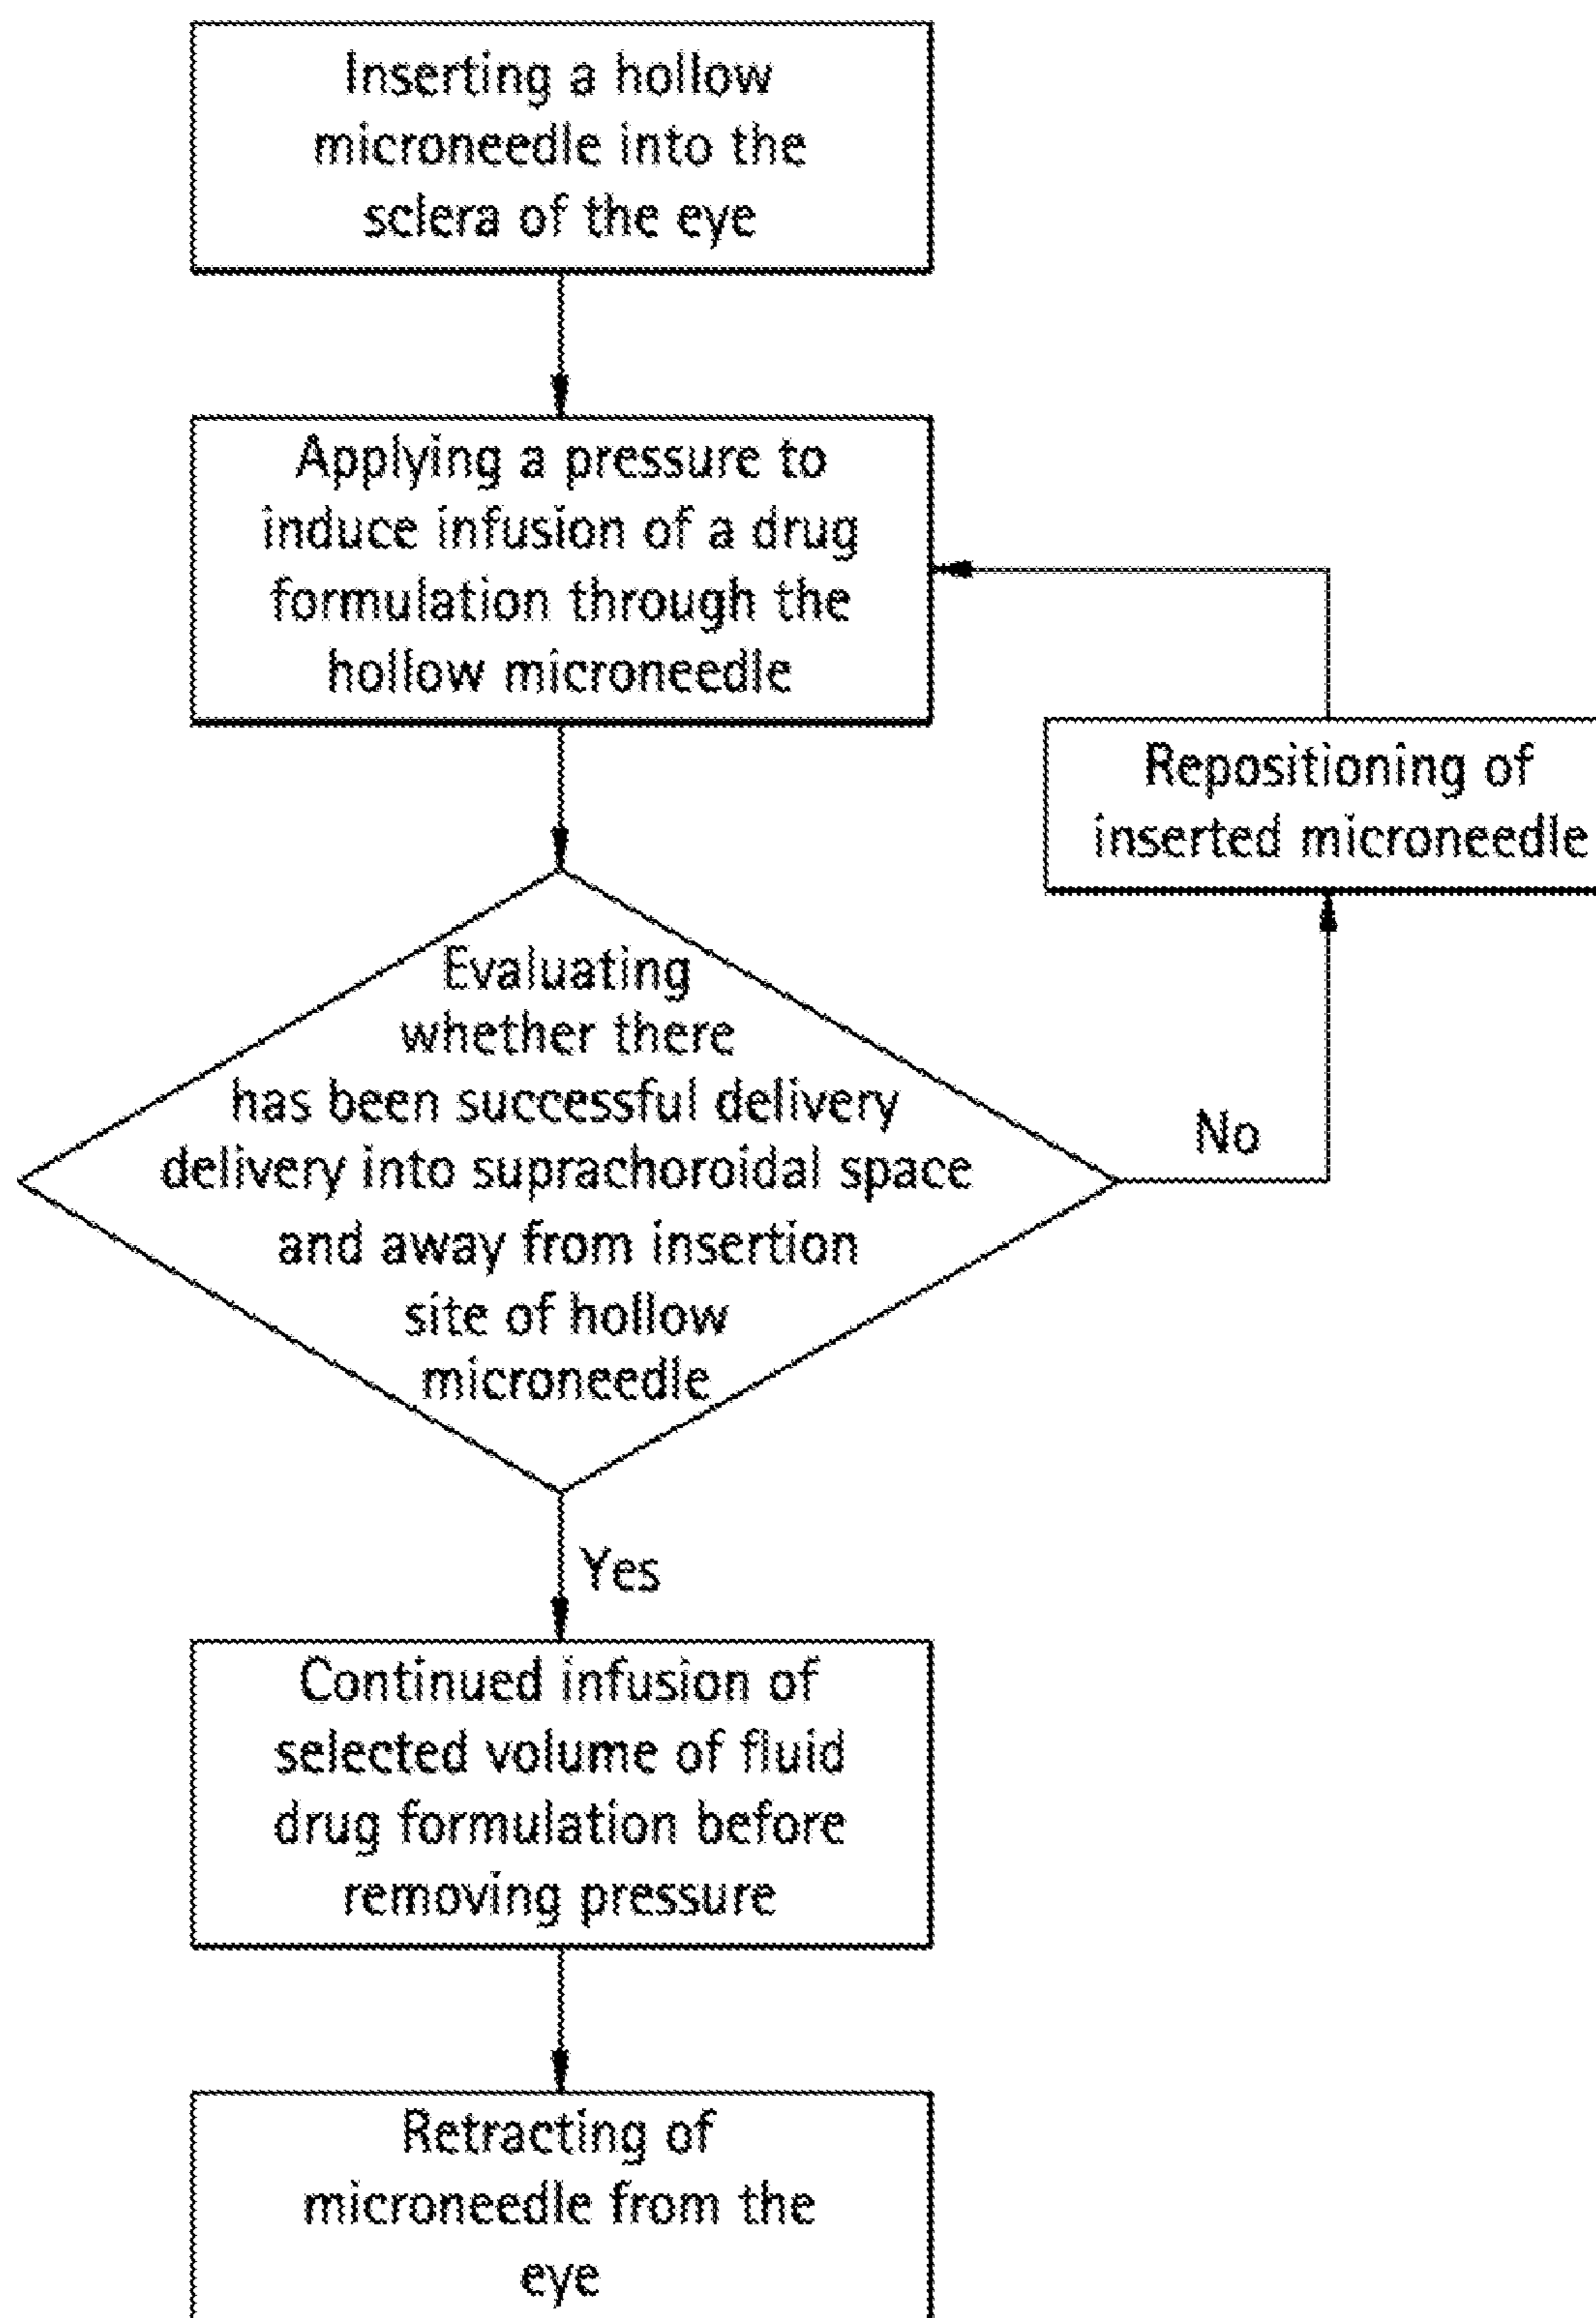 Inserting a hollow
microneedle into the
sclera of the eye
Applying a pressure to
induce infusion of a drug
formulation through the
hollow microneedle
Repositioning of
inserted microneedle
Evaluating
whether there
has been successful delivery
delivery into suprachoroidal space
and away from insertion
site of hollow
microneedle
No
Yes
Continued infusion of
selected volume of fluid
drug formulation before
removing pressure
Retracting of
microneedle from the
eye